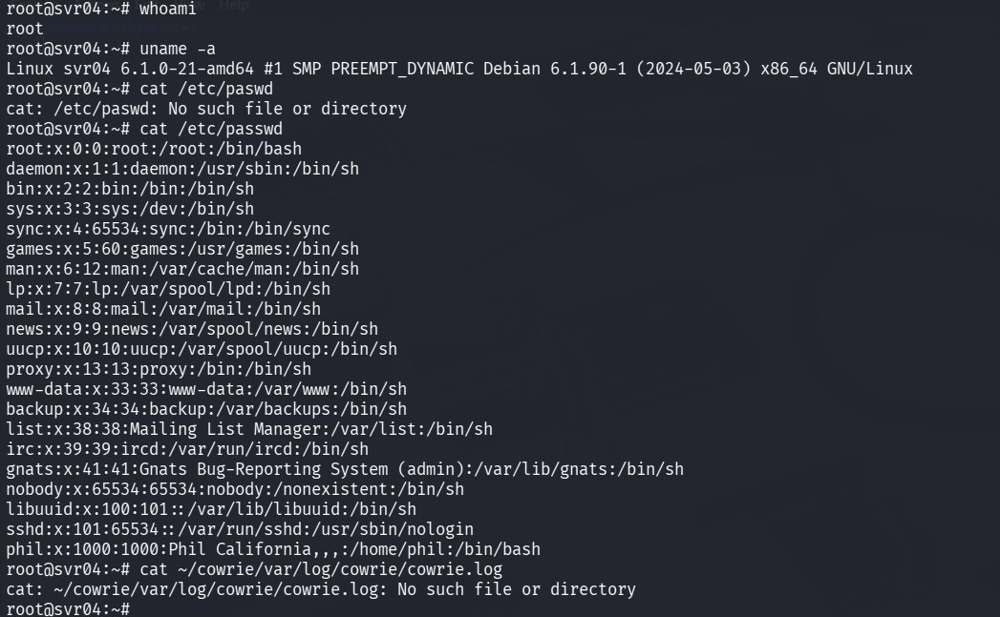 root@svr04:~# whoami
Help
root
root@svr04:~# uname -a
Linux svr04 6.1.0-21-amd64 #1 SMP PREEMPT_DYNAMIC Debian 6.1.90-1 (2024-05-03) x86_64 GNU/Linux
root@svr04:~# cat /etc/paswd
cat: /etc/paswd: No such file or directory
root@svr04:~# cat /etc/passwd
root:x:0:0:root:/root:/bin/bash
daemon:x:1:1:daemon:/usr/sbin:/bin/sh
bin:x:2:2:bin:/bin:/bin/sh
sys:x:3:3:sys:/dev:/bin/sh
sync:x:4:65534:sync:/bin:/bin/sync
games:x:5:60:games:/usr/games:/bin/sh
man:x:6:12:man:/var/cache/man:/bin/sh
lp:x:7:7:lp:/var/spool/lpd:/bin/sh
mail:x:8:8:mail:/var/mail:/bin/sh
news:x:9:9:news:/var/spool/news:/bin/sh
uucp:x:10:10:uucp:/var/spool/uucp:/bin/sh
proxy:x:13:13:proxy:/bin:/bin/sh
www-data:x:33:33:www-data:/var/www:/bin/sh
backup:x:34:34:backup:/var/backups:/bin/sh
list:x:38:38:Mailing List Manager:/var/list:/bin/sh
irc:x:39:39:ircd:/var/run/ircd:/bin/sh
gnats:x:41:41:Gnats Bug-Reporting System (admin):/var/lib/gnats:/bin/sh
nobody:x:65534:65534:nobody:/nonexistent:/bin/sh
libuuid:x:100:101::/var/lib/libuuid:/bin/sh
sshd:x:101:65534::/var/run/sshd:/usr/sbin/nologin
phil:x:1000:1000:Phil California,,,:/home/phil:/bin/bash
root@svr04:~# cat ~/cowrie/var/log/cowrie/cowrie.log
cat: ~/cowrie/var/log/cowrie/cowrie.log: No such file or directory
root@svr04:~#